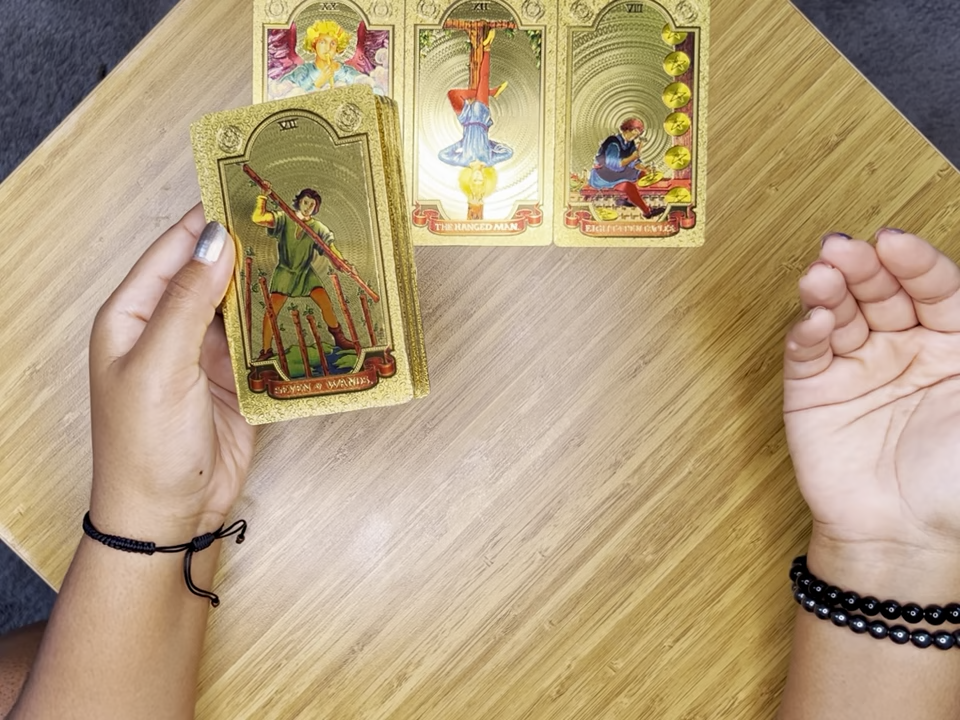 XX
XII
VIII
THE HANGED MAN.
EIGHT of PENTACLES.
VII
SEVEN of WANDS.